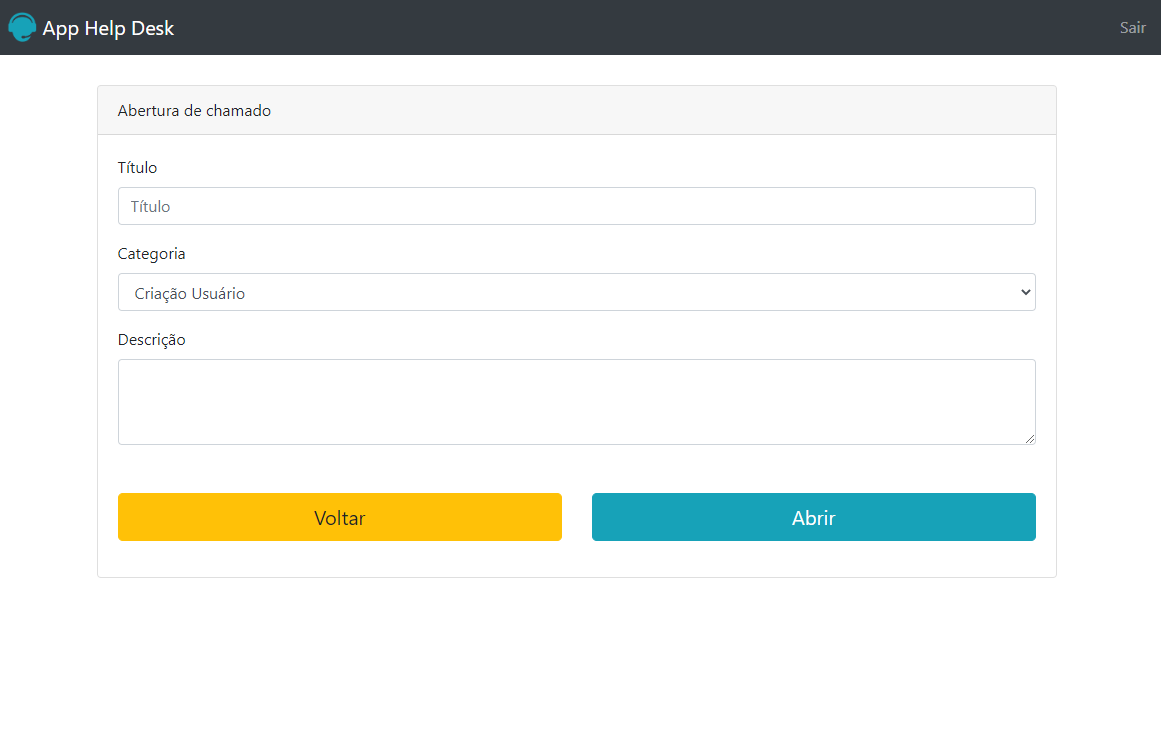 App Help Desk
Sair
Abertura de chamado
Título
Título
Categoria
Criação Usuário
Descrição
Voltar
Abrir